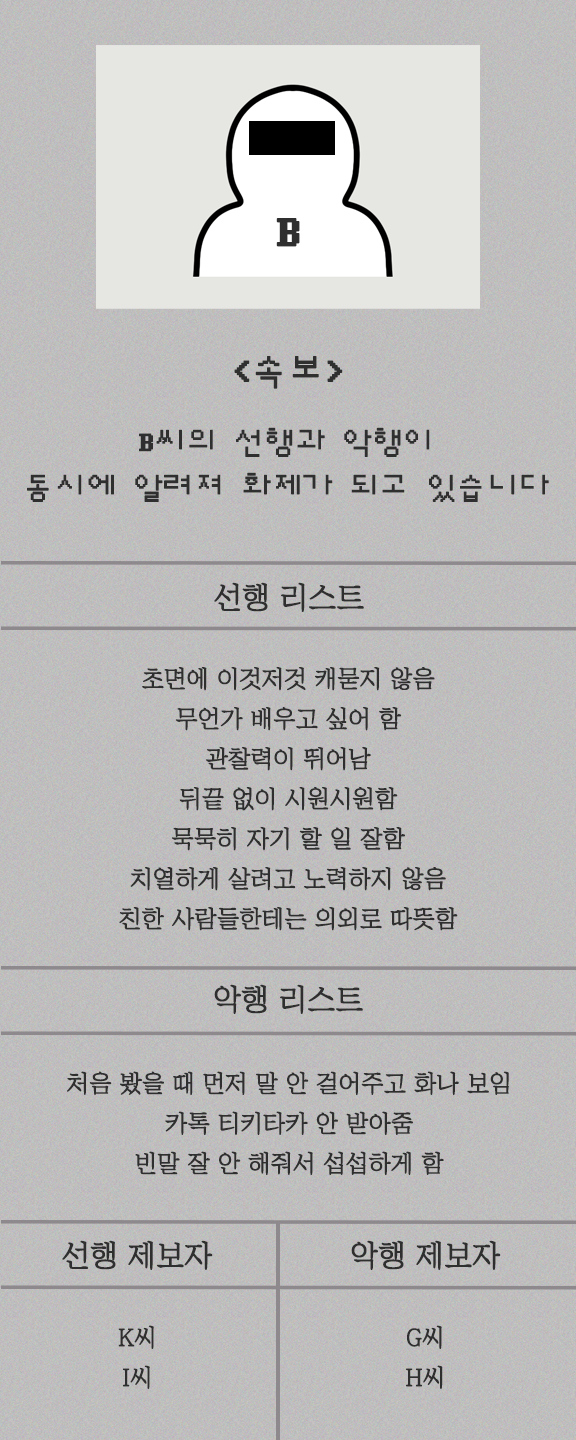 B
<속보>
B씨의 선행과 악행이
동시에 알려져 화제가 되고 있습니다
선행 리스트
초면에 이것저것 캐묻지 않음
무언가 배우고 싶어 함
관찰력이 뛰어남
뒤끝 없이 시원시원함
묵묵히 자기 할 일 잘함
치열하게 살려고 노력하지 않음
친한 사람들한테는 의외로 따뜻함
악행 리스트
처음 봤을 때 먼저 말 안 걸어주고 화나 보임
카톡 티키타카 안 받아줌
빈말 잘 안 해줘서 섭섭하게 함
선행 제보자 악행 제보자
K씨 G씨
I씨 H씨